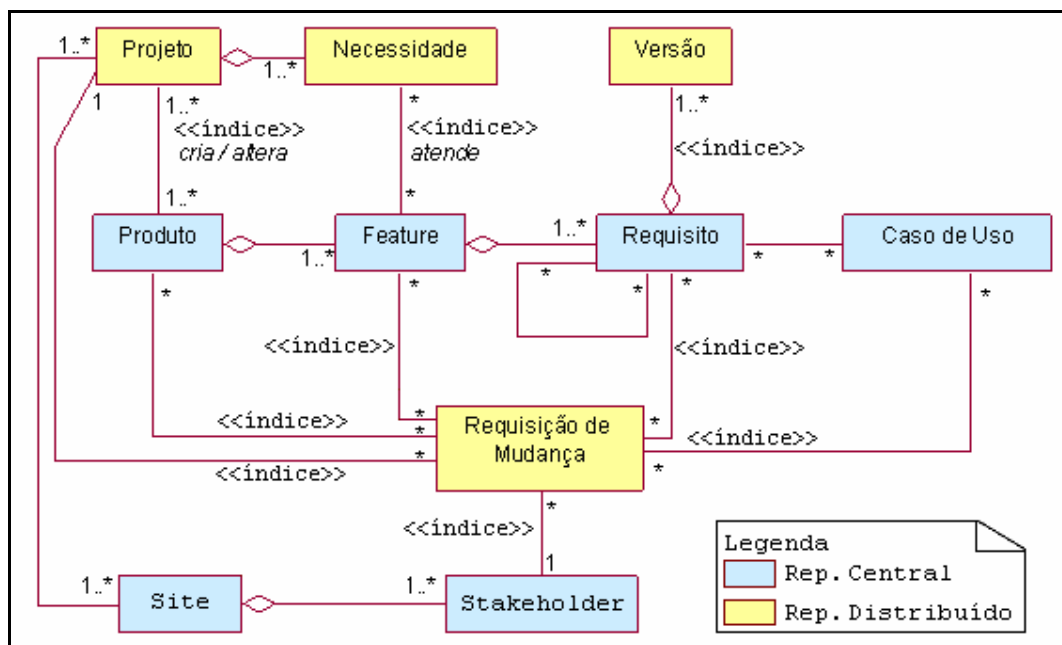 1..*
Projeto
Necessidade
Versão
1
1..*
1..*
*
1..*
<<índice>>
cria / altera
<<índice>>
atende
<<índice>>
1..*
*
1..*
Produto
Feature
Requisito
Caso de Uso
1..*
*
*
*
*
*
*
*
*
*
<<índice>>
<<índice>>
<<índice>>
*
*
*
Requisição de
Mudança
*
<<índice>>
<<índice>>
*
*
<<índice>>
1
1..*
1..*
Site
Stakeholder
Legenda
Rep. Central
Rep. Distribuído